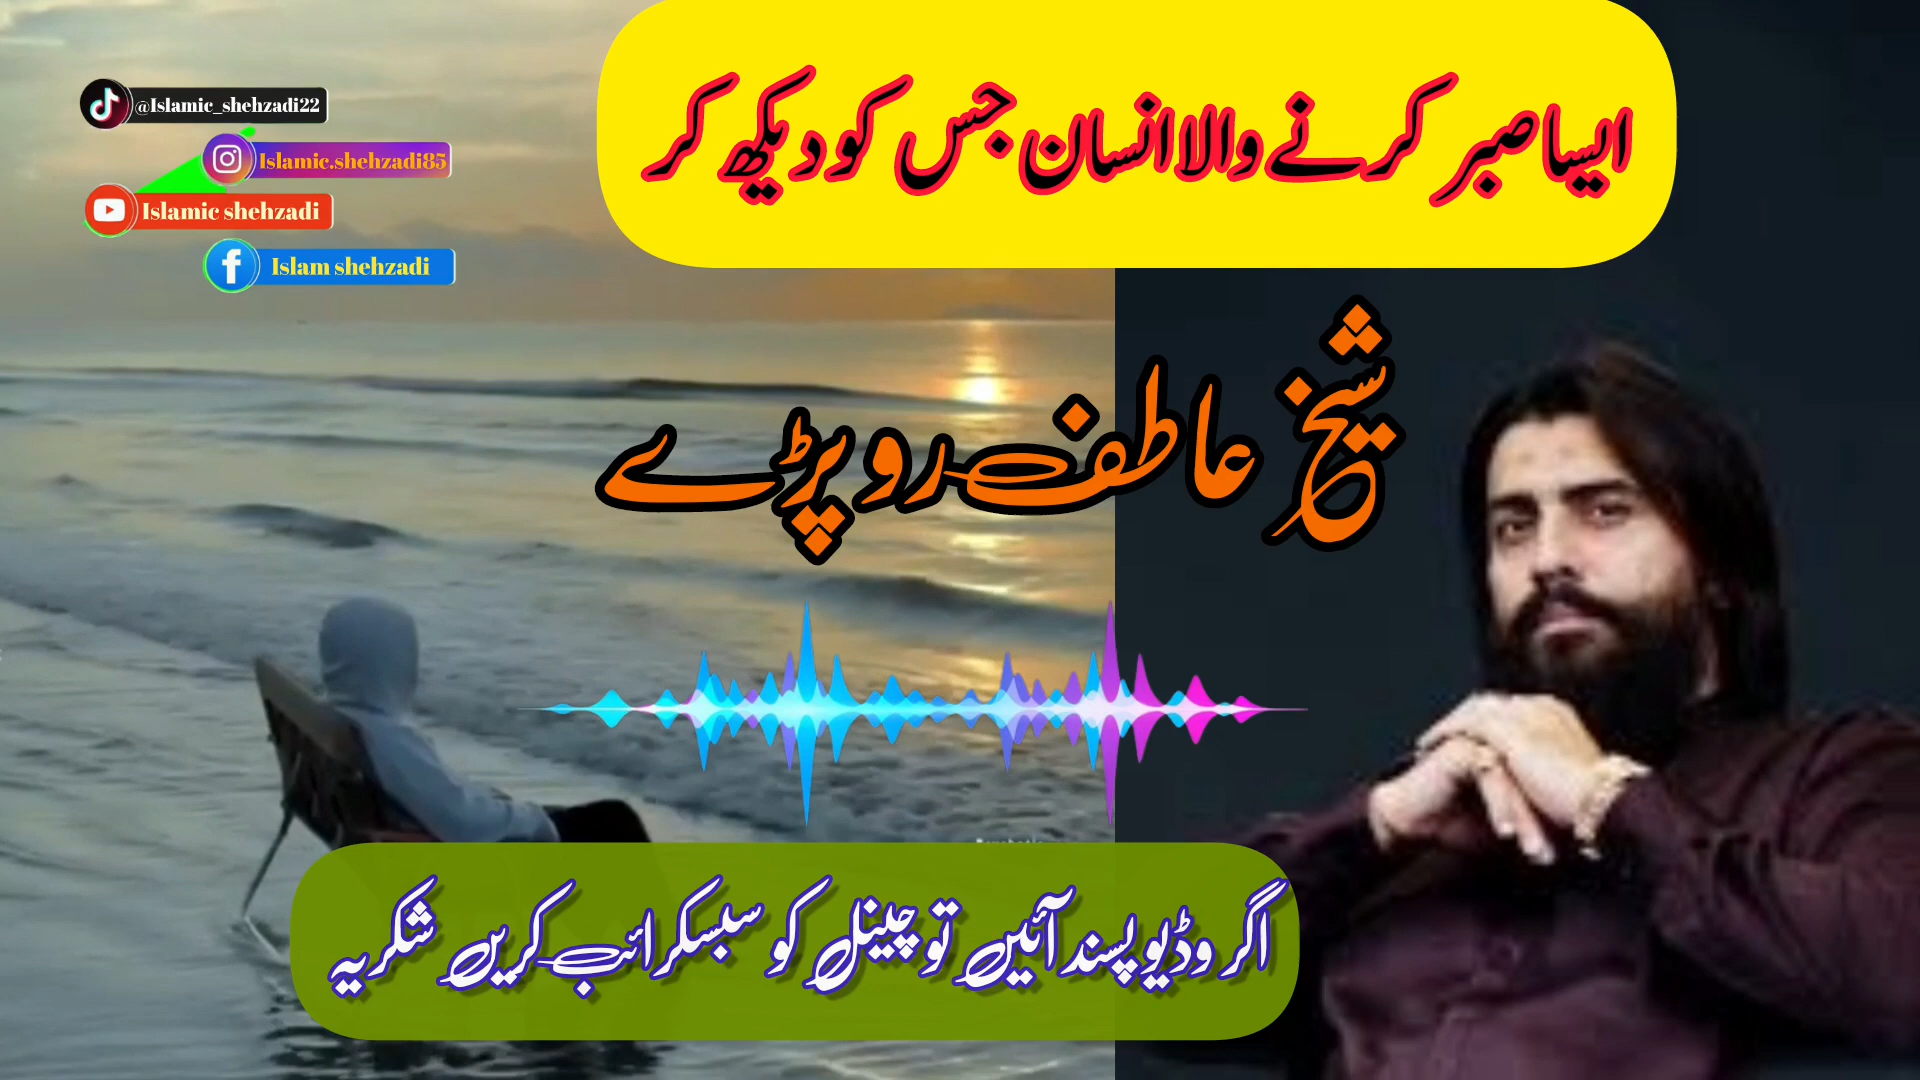 @Islamic_shehzadi22
Islamic.shehzadi85
Islamic shehzadi
Islam shehzadi
ایسا صبر کرنے والا انسان جس کو دیکھ کر
شیخ عاطف رو پڑے
اگر وڈیو پسند آئیں تو چینل کو سبسکرائب کریں شکریہ